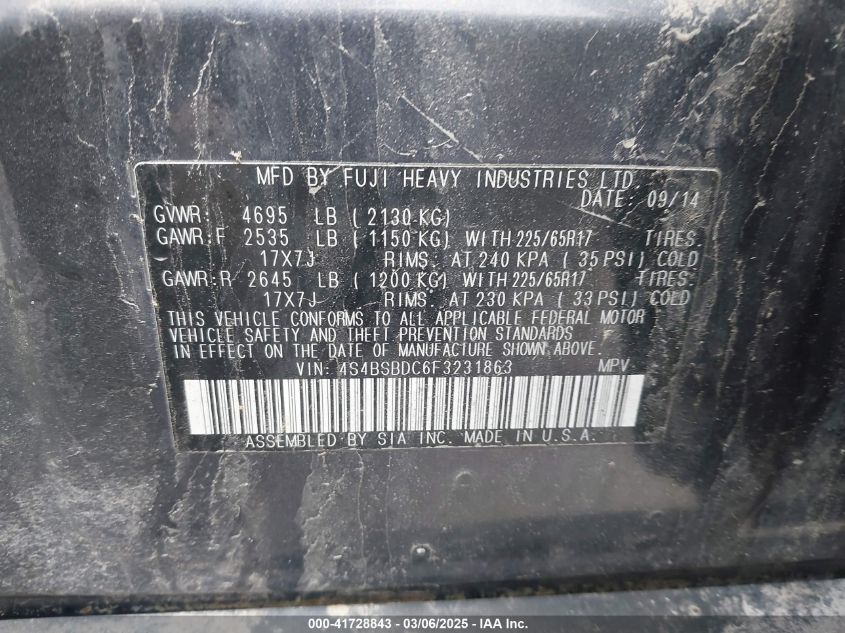 MFD BY FUJI HEAVY INDUSTRIES LTD.
DATE: 09/14
GVWR: 4695 LB ( 2130 KG)
GAWR:F 2535 LB ( 1150 KG) WITH 225/65R17 TIRES.
17X7J RIMS. AT 240 KPA ( 35 PSI) COLD
GAWR:R 2645 LB ( 1200 KG) WITH 225/65R17 TIRES.
17X7J RIMS. AT 230 KPA ( 33 PSI) COLD
THIS VEHICLE CONFORMS TO ALL APPLICABLE FEDERAL MOTOR
VEHICLE SAFETY AND THEFT PREVENTION STANDARDS
IN EFFECT ON THE DATE OF MANUFACTURE SHOWN ABOVE.
VIN: 4S4BSBDC6F3231863 MPV
ASSEMBLED BY SIA INC. MADE IN U.S.A.
000-41728843 - 03/06/2025 - IAA Inc.